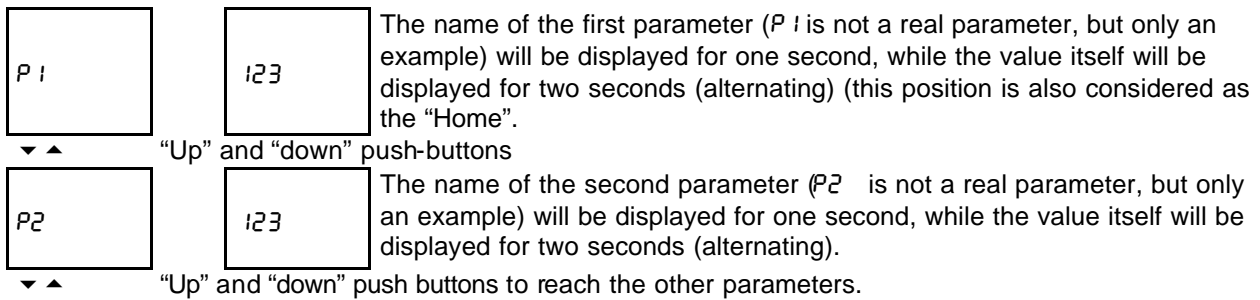 The name of the first parameter (P1 is not a real parameter, but only an
example) will be displayed for one second, while the value itself will be
P1 123
displayed for two seconds (alternating) (this position is also considered as
the “Home”.
▼ ▲ “Up” and “down” push-buttons
The name of the second parameter (P2 is not a real parameter, but only
P2 123
an example) will be displayed for one second, while the value itself will be
displayed for two seconds (alternating).
▼ ▲ “Up” and “down” push buttons to reach the other parameters.